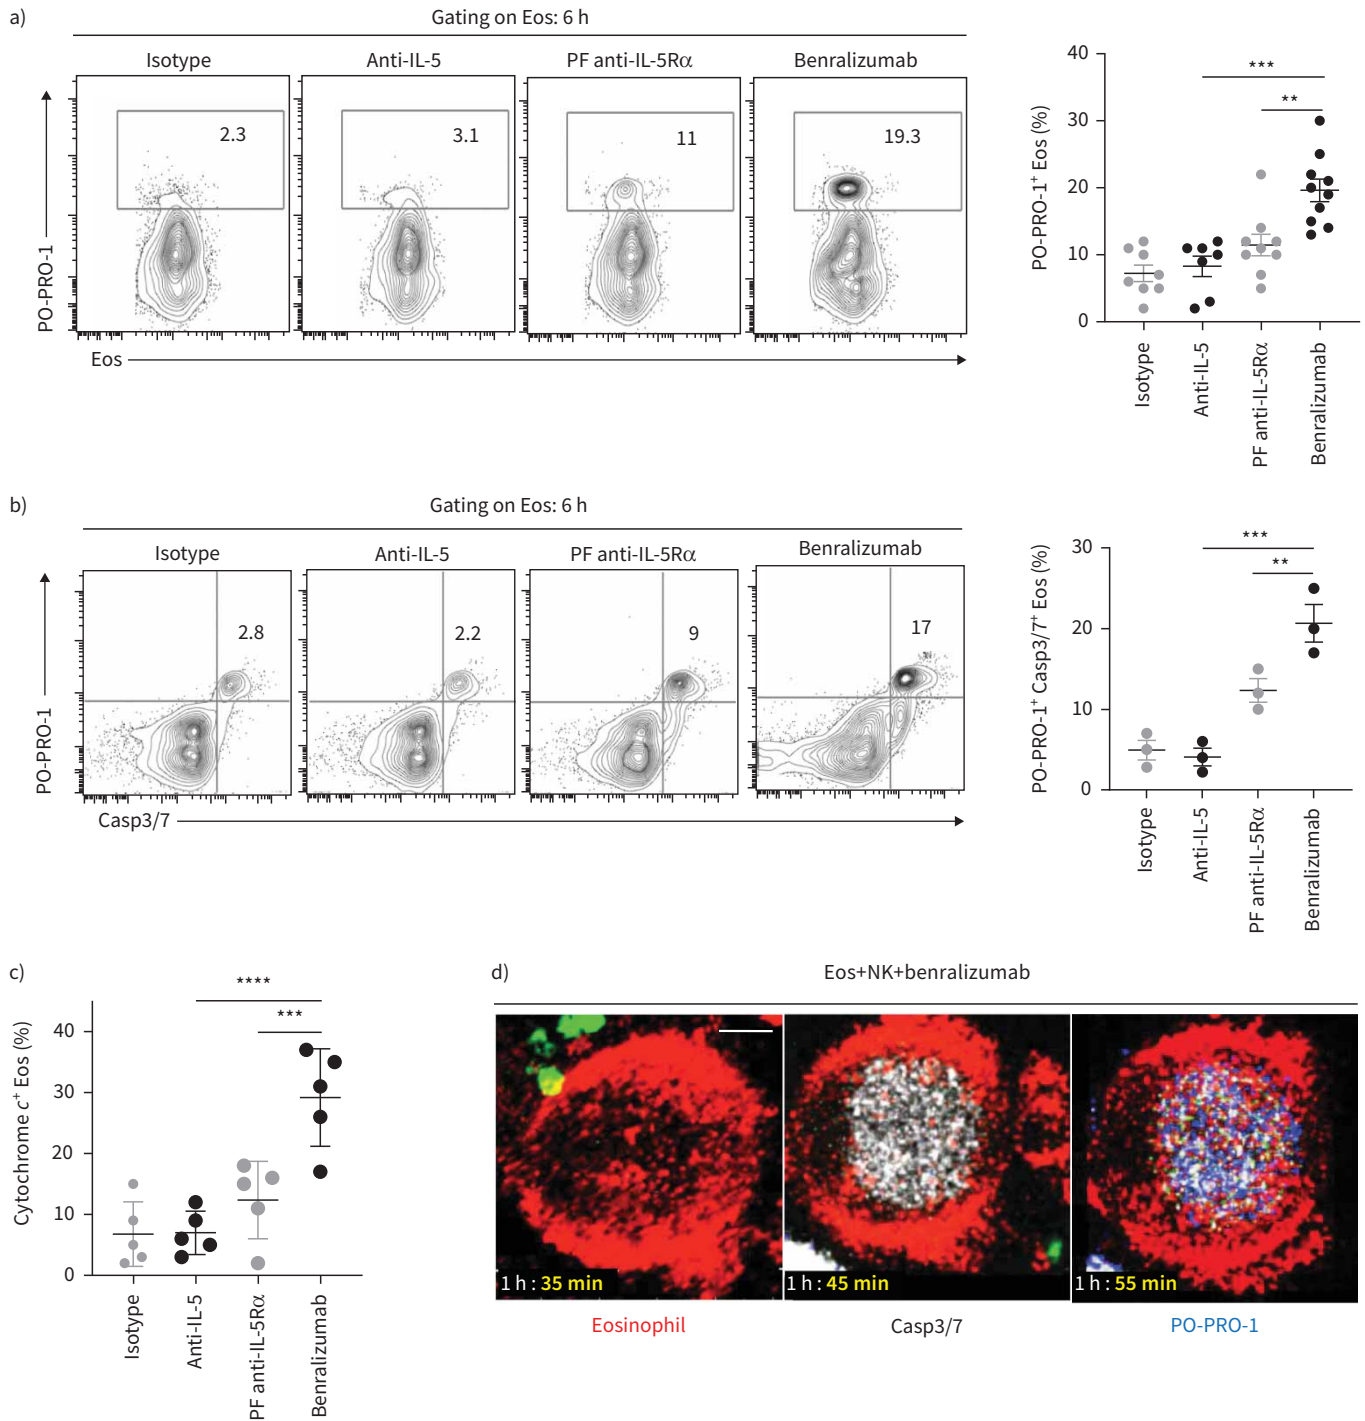 a)
Gating on Eos: 6 h
Isotype
Anti-IL-5
PF anti-IL-5Rα
Benralizumab
2.3
3.1
11
19.3
PO-PRO-1
Eos
PO-PRO-1+ Eos (%)
40
30
20
10
0
***
**
Isotype
Anti-IL-5
PF anti-IL-5Rα
Benralizumab
b)
Gating on Eos: 6 h
Isotype
Anti-IL-5
PF anti-IL-5Rα
Benralizumab
2.8
2.2
9
17
PO-PRO-1
Casp3/7
PO-PRO-1+ Casp3/7+ Eos (%)
30
20
10
0
***
**
Isotype
Anti-IL-5
PF anti-IL-5Rα
Benralizumab
c)
Cytochrome c+ Eos (%)
40
30
20
10
0
****
***
Isotype
Anti-IL-5
PF anti-IL-5Rα
Benralizumab
d)
Eos+NK+benralizumab
1 h : 35 min
1 h : 45 min
1 h : 55 min
Eosinophil
Casp3/7
PO-PRO-1